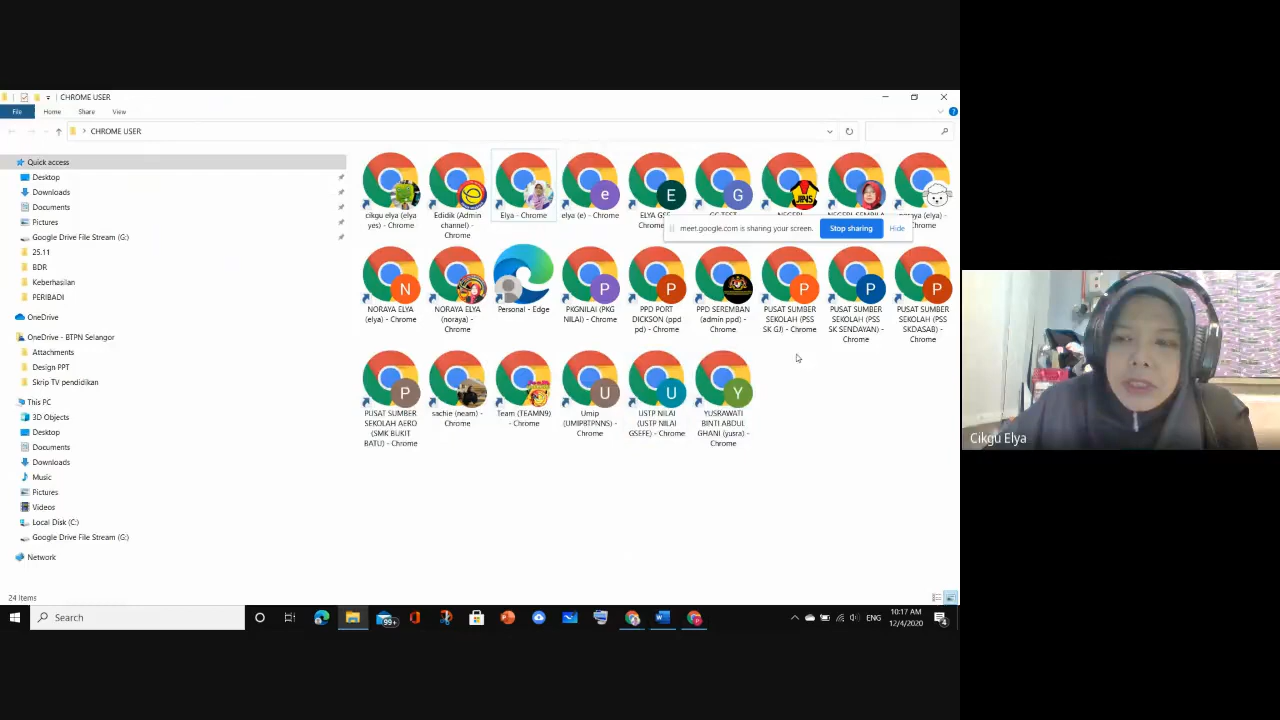 CHROME USER
File Home Share View
CHROME USER
Quick access
Desktop
Downloads
Documents
Pictures
Google Drive File Stream (G:)
25.11
BDR
Keberhasilan
PERIBADI
OneDrive
OneDrive - BTPN Selangor
Attachments
Design PPT
Skrip TV pendidikan
This PC
3D Objects
Desktop
Documents
Downloads
Music
Pictures
Videos
Local Disk (C:)
Google Drive File Stream (G:)
Network
24 items
cikgu elya (elya
yes) - Chrome
Edidik (Admin
channel) -
Chrome
Elya - Chrome
e
elya (e) - Chrome
E
ELYA
Chrome
G
JINS
meet.google.com is sharing your screen.
Stop sharing
Hide
N
NORAYA ELYA
(elya) - Chrome
NORAYA ELYA
(noraya) -
Chrome
Personal - Edge
P
PKGNILAI (PKG
NILAI) - Chrome
P
PPD PORT
DICKSON (ppd
pd) - Chrome
PPD SEREMBAN
(admin ppd) -
Chrome
P
PUSAT SUMBER
SEKOLAH (PSS
SK GJ) - Chrome
P
PUSAT SUMBER
SEKOLAH (PSS
SK SENDAYAN) -
Chrome
P
PUSAT SUMBER
SEKOLAH (PSS
SKDASAB) -
Chrome
P
PUSAT SUMBER
SEKOLAH AERO
(SMK BUKIT
BATU) - Chrome
sachie (neam) -
Chrome
Team (TEAMN9)
- Chrome
U
Umip
(UMIPBTPNNS) -
Chrome
U
USTP NILAI
(USTP NILAI
GSEFE) - Chrome
Y
YUSRAWATI
BINTI ABDUL
GHANI (yusra) -
Chrome
Cikgu Elya
Search
99+
ENG
10:17 AM
12/4/2020
4